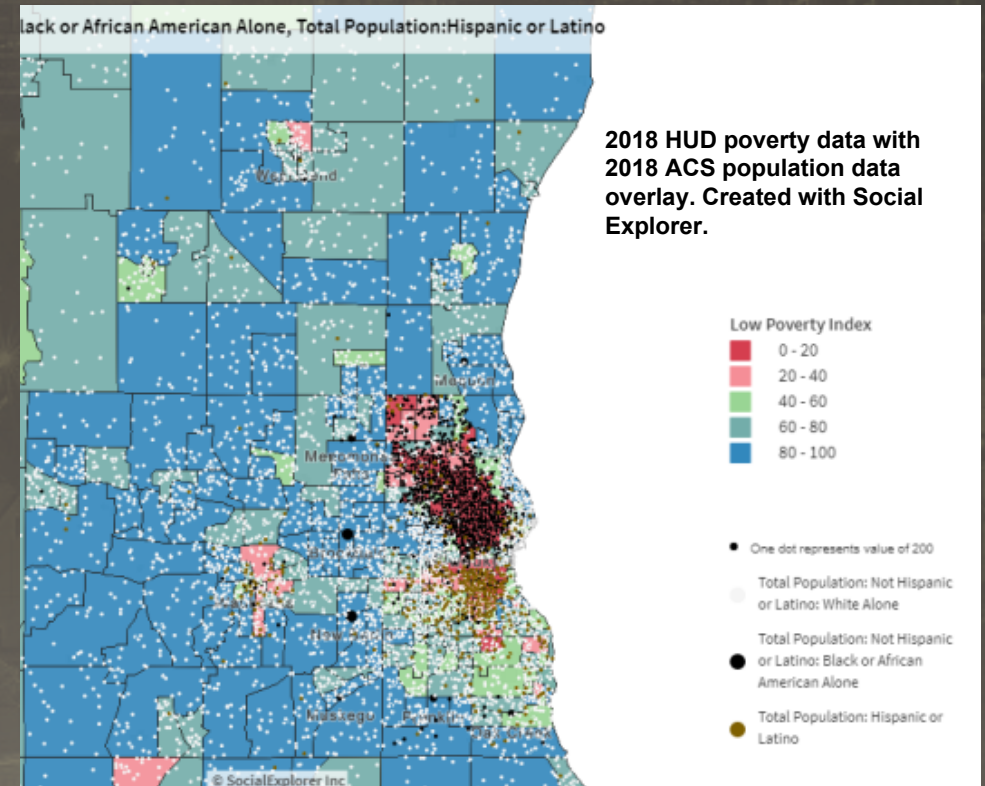 lack or African American Alone, Total Population:Hispanic or Latino
2018 HUD poverty data with
2018 ACS population data
overlay. Created with Social
Explorer.
Low Poverty Index
0 - 20
20 - 40
40 - 60
60 - 80
80 - 100
One dot represents value of 200
Total Population: Not Hispanic
or Latino: White Alone
Total Population: Not Hispanic
or Latino: Black or African
American Alone
Total Population: Hispanic or
Latino
Muskego
© SocialExplorer Inc